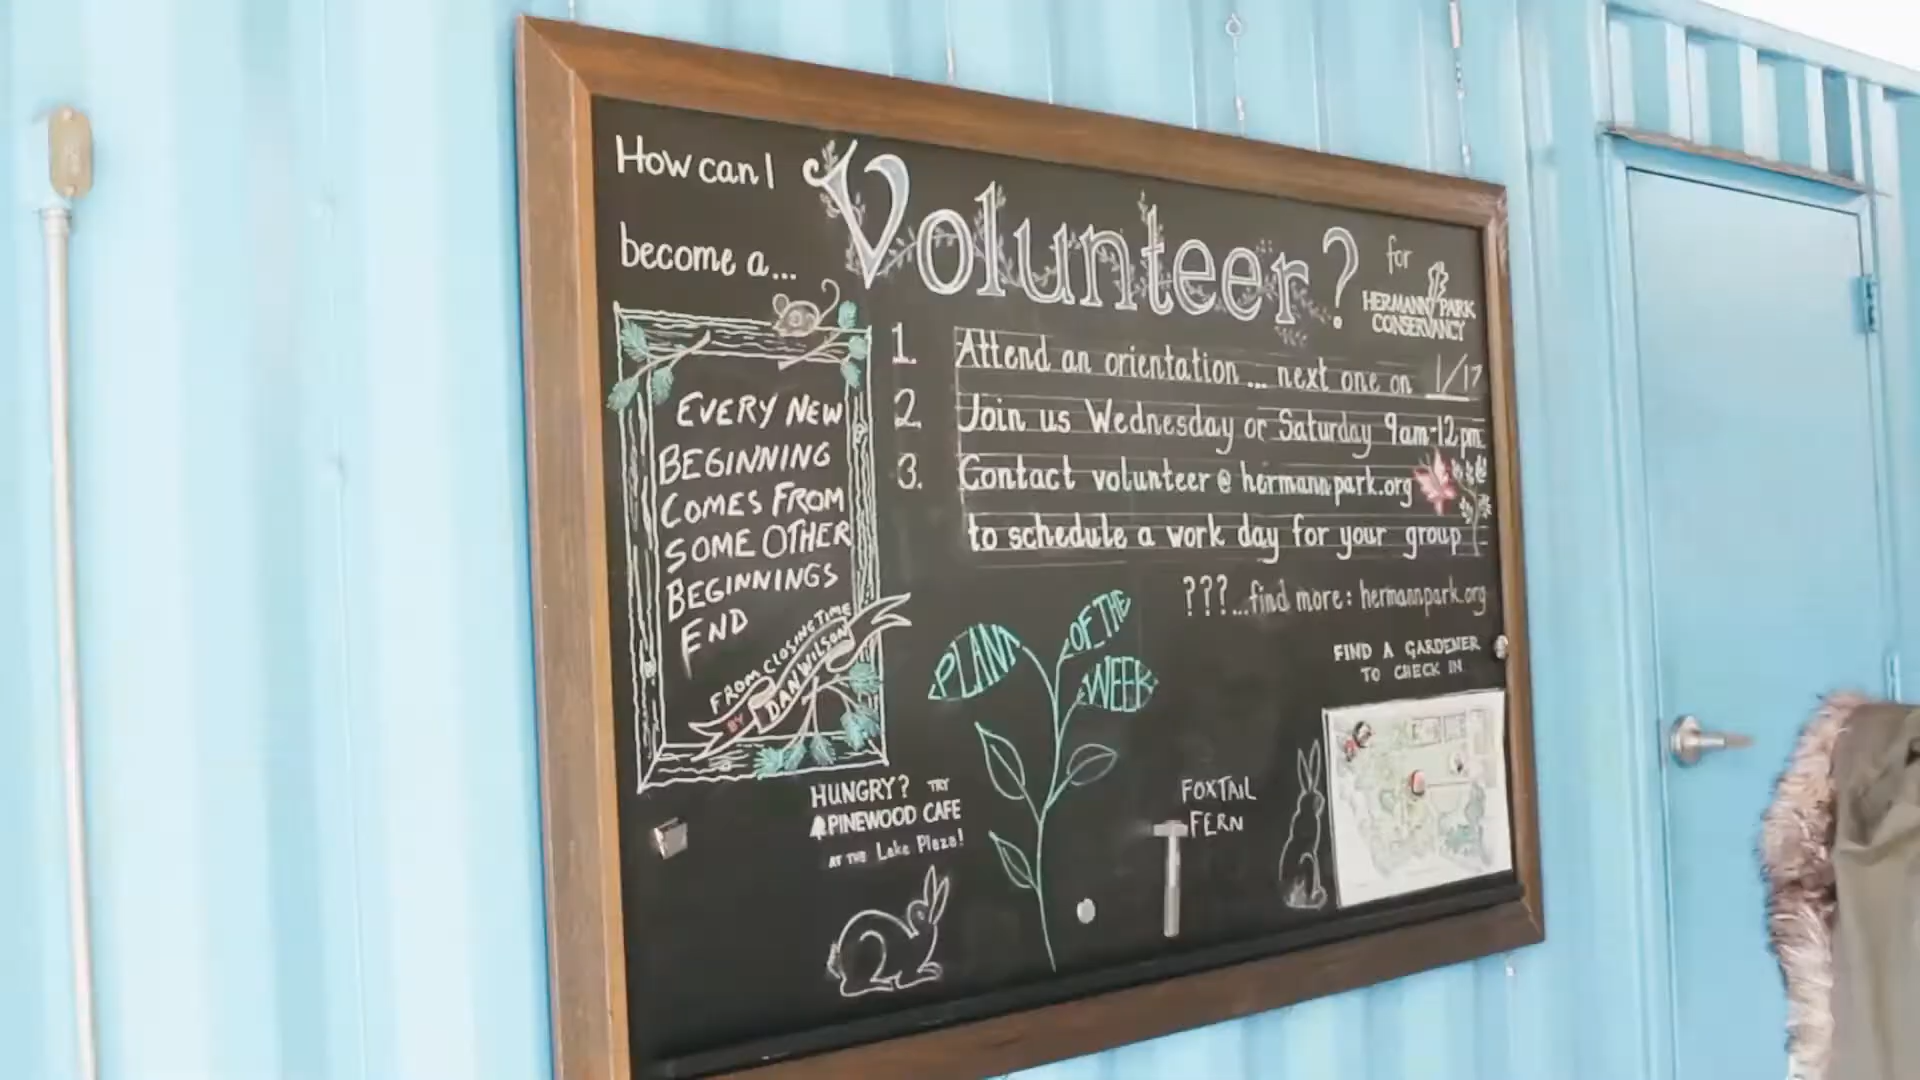 How can I
become a...
Volunteer?
for
HERMANN PARK
CONSERVANCY
1. Attend an orientation... next one on 1/17
2. Join us Wednesday or Saturday 9am-12pm
3. Contact volunteer@hermannpark.org
to schedule a work day for your group
???...find more: hermannpark.org
EVERY NEW
BEGINNING
COMES FROM
SOME OTHER
BEGINNINGS
END
FROM CLOSING TIME
BY DAN WILSON
PLANT
OF THE
WEEK
FOXTAIL
FERN
FIND A GARDENER
TO CHECK IN
HUNGRY? TRY
PINEWOOD CAFE
AT THE Lake Plaza!